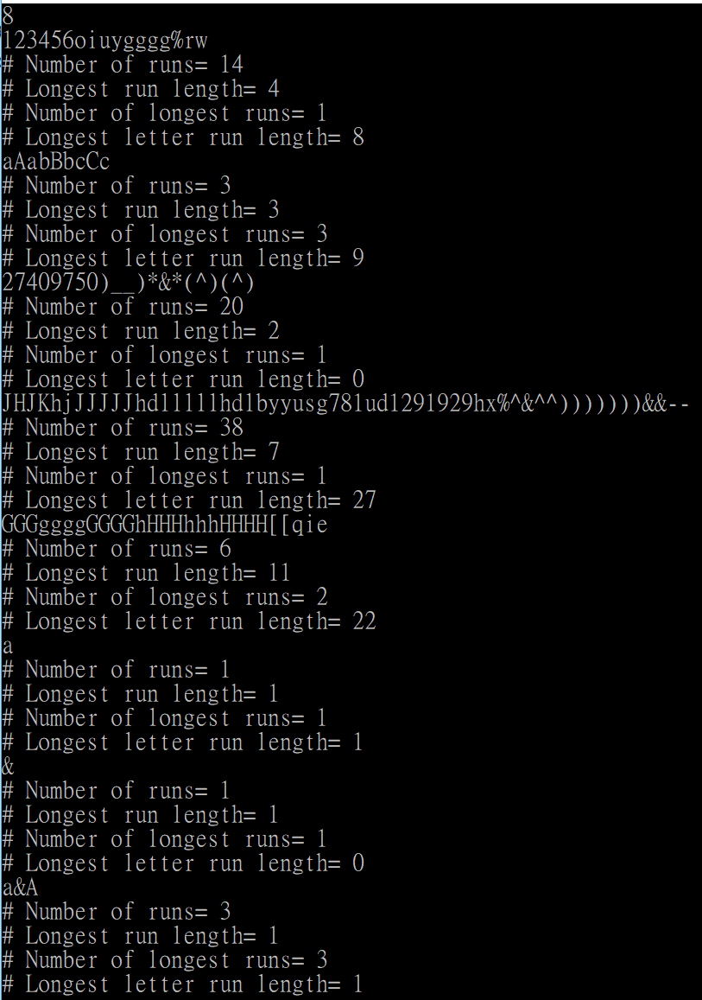 8
123456oiuygggg%rw
# Number of runs= 14
# Longest run length= 4
# Number of longest runs= 1
# Longest letter run length= 8
aAabBbcCc
# Number of runs= 3
# Longest run length= 3
# Number of longest runs= 3
# Longest letter run length= 9
27409750)__)*&*(^)(^)
# Number of runs= 20
# Longest run length= 2
# Number of longest runs= 1
# Longest letter run length= 0
JHJKhjJJJJJhdlllllhdlbyyusg78lud1291929hx%^&^^)))))))&&--
# Number of runs= 38
# Longest run length= 7
# Number of longest runs= 1
# Longest letter run length= 27
GGGggggGGGGhHHHhhhHHHH[[qie
# Number of runs= 6
# Longest run length= 11
# Number of longest runs= 2
# Longest letter run length= 22
a
# Number of runs= 1
# Longest run length= 1
# Number of longest runs= 1
# Longest letter run length= 1
&
# Number of runs= 1
# Longest run length= 1
# Number of longest runs= 1
# Longest letter run length= 0
a&A
# Number of runs= 3
# Longest run length= 1
# Number of longest runs= 3
# Longest letter run length= 1